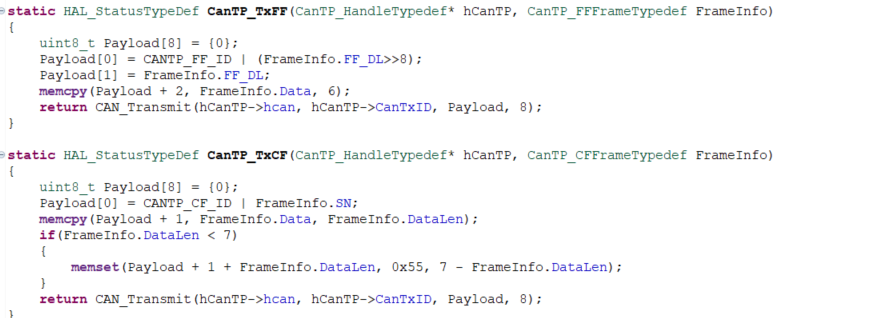 static HAL_StatusTypeDef CanTP_TxFF(CanTP_HandleTypedef* hCanTP, CanTP_FFFrameTypedef FrameInfo)
{
    uint8_t Payload[8] = {0};
    Payload[0] = CANTP_FF_ID | (FrameInfo.FF_DL>>8);
    Payload[1] = FrameInfo.FF_DL;
    memcpy(Payload + 2, FrameInfo.Data, 6);
    return CAN_Transmit(hCanTP->hcan, hCanTP->CanTxID, Payload, 8);
}
static HAL_StatusTypeDef CanTP_TxCF(CanTP_HandleTypedef* hCanTP, CanTP_CFFrameTypedef FrameInfo)
{
    uint8_t Payload[8] = {0};
    Payload[0] = CANTP_CF_ID | FrameInfo.SN;
    memcpy(Payload + 1, FrameInfo.Data, FrameInfo.DataLen);
    if(FrameInfo.DataLen < 7)
    {
        memset(Payload + 1 + FrameInfo.DataLen, 0x55, 7 - FrameInfo.DataLen);
    }
    return CAN_Transmit(hCanTP->hcan, hCanTP->CanTxID, Payload, 8);
}